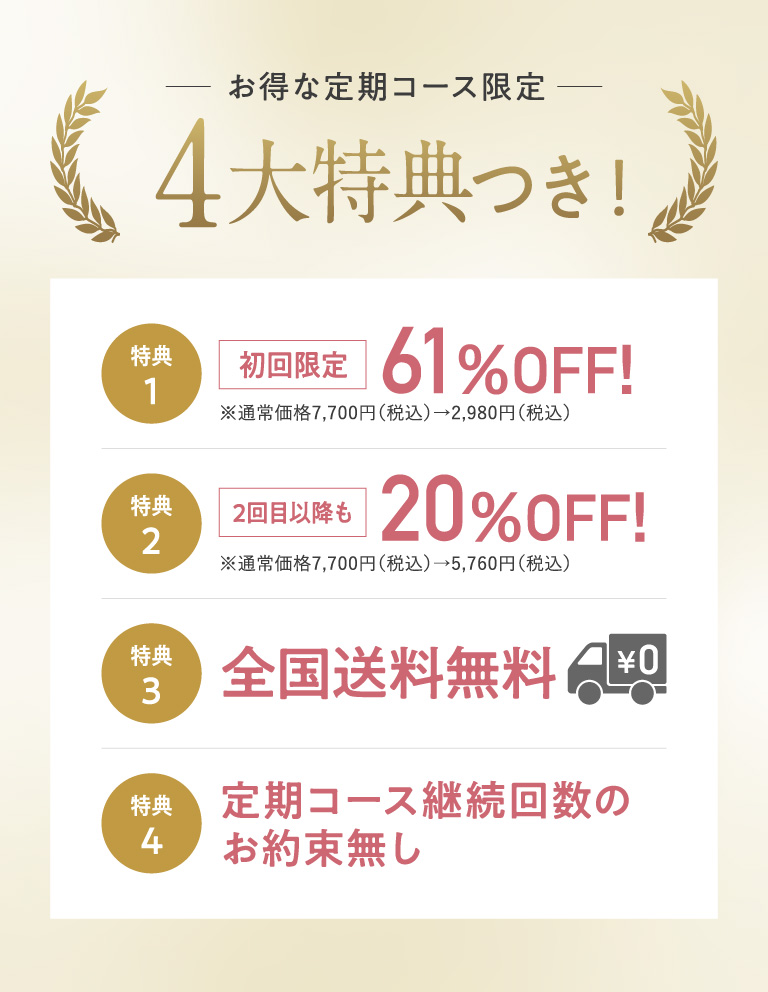 お得な定期コース限定
4大特典つき!
特典
1
初回限定
61%OFF!
※通常価格7,700円(税込)→2,980円(税込)
特典
2
2回目以降も
20%OFF!
※通常価格7,700円(税込)→5,760円(税込)
特典
3
全国送料無料
¥0
特典
4
定期コース継続回数の
お約束無し